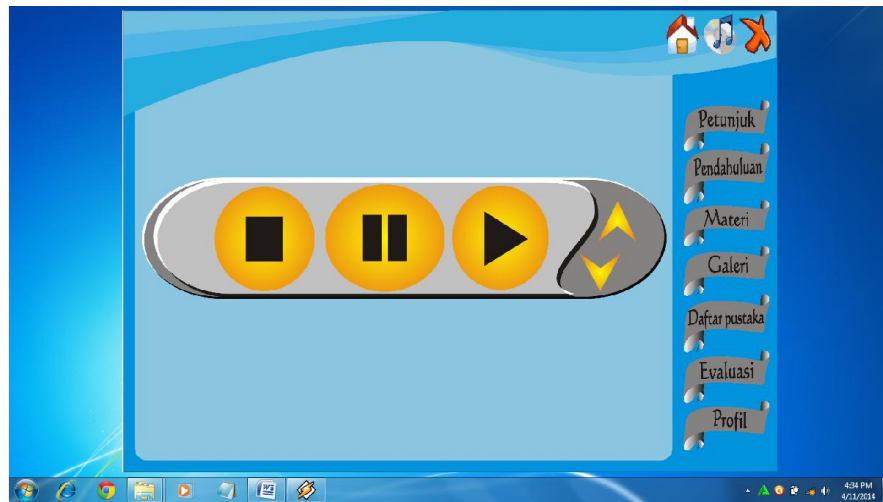 Petunjuk
Pendahuluan
Materi
Galeri
Daftar pustaka
Evaluasi
Profil
4:34 PM
4/11/2014